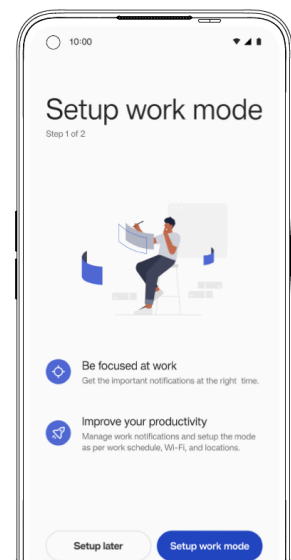 10:00
Setup work mode
Step 1 of 2
Be focused at work
Get the important notifications at the right time.
Improve your productivity
Manage work notifications and setup the mode
as per work schedule, Wi-Fi, and locations.
Setup later
Setup work mode